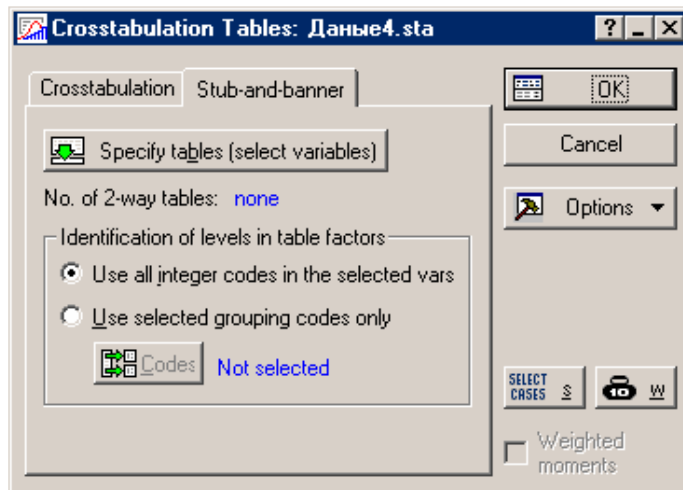 Crosstabulation Tables: Даные4.sta
Crosstabulation Stub-and-banner
OK
Specify tables (select variables)
Cancel
No. of 2-way tables: none
Options
Identification of levels in table factors
Use all integer codes in the selected vars
Use selected grouping codes only
Codes Not selected
SELECT CASES S
W
Weighted moments